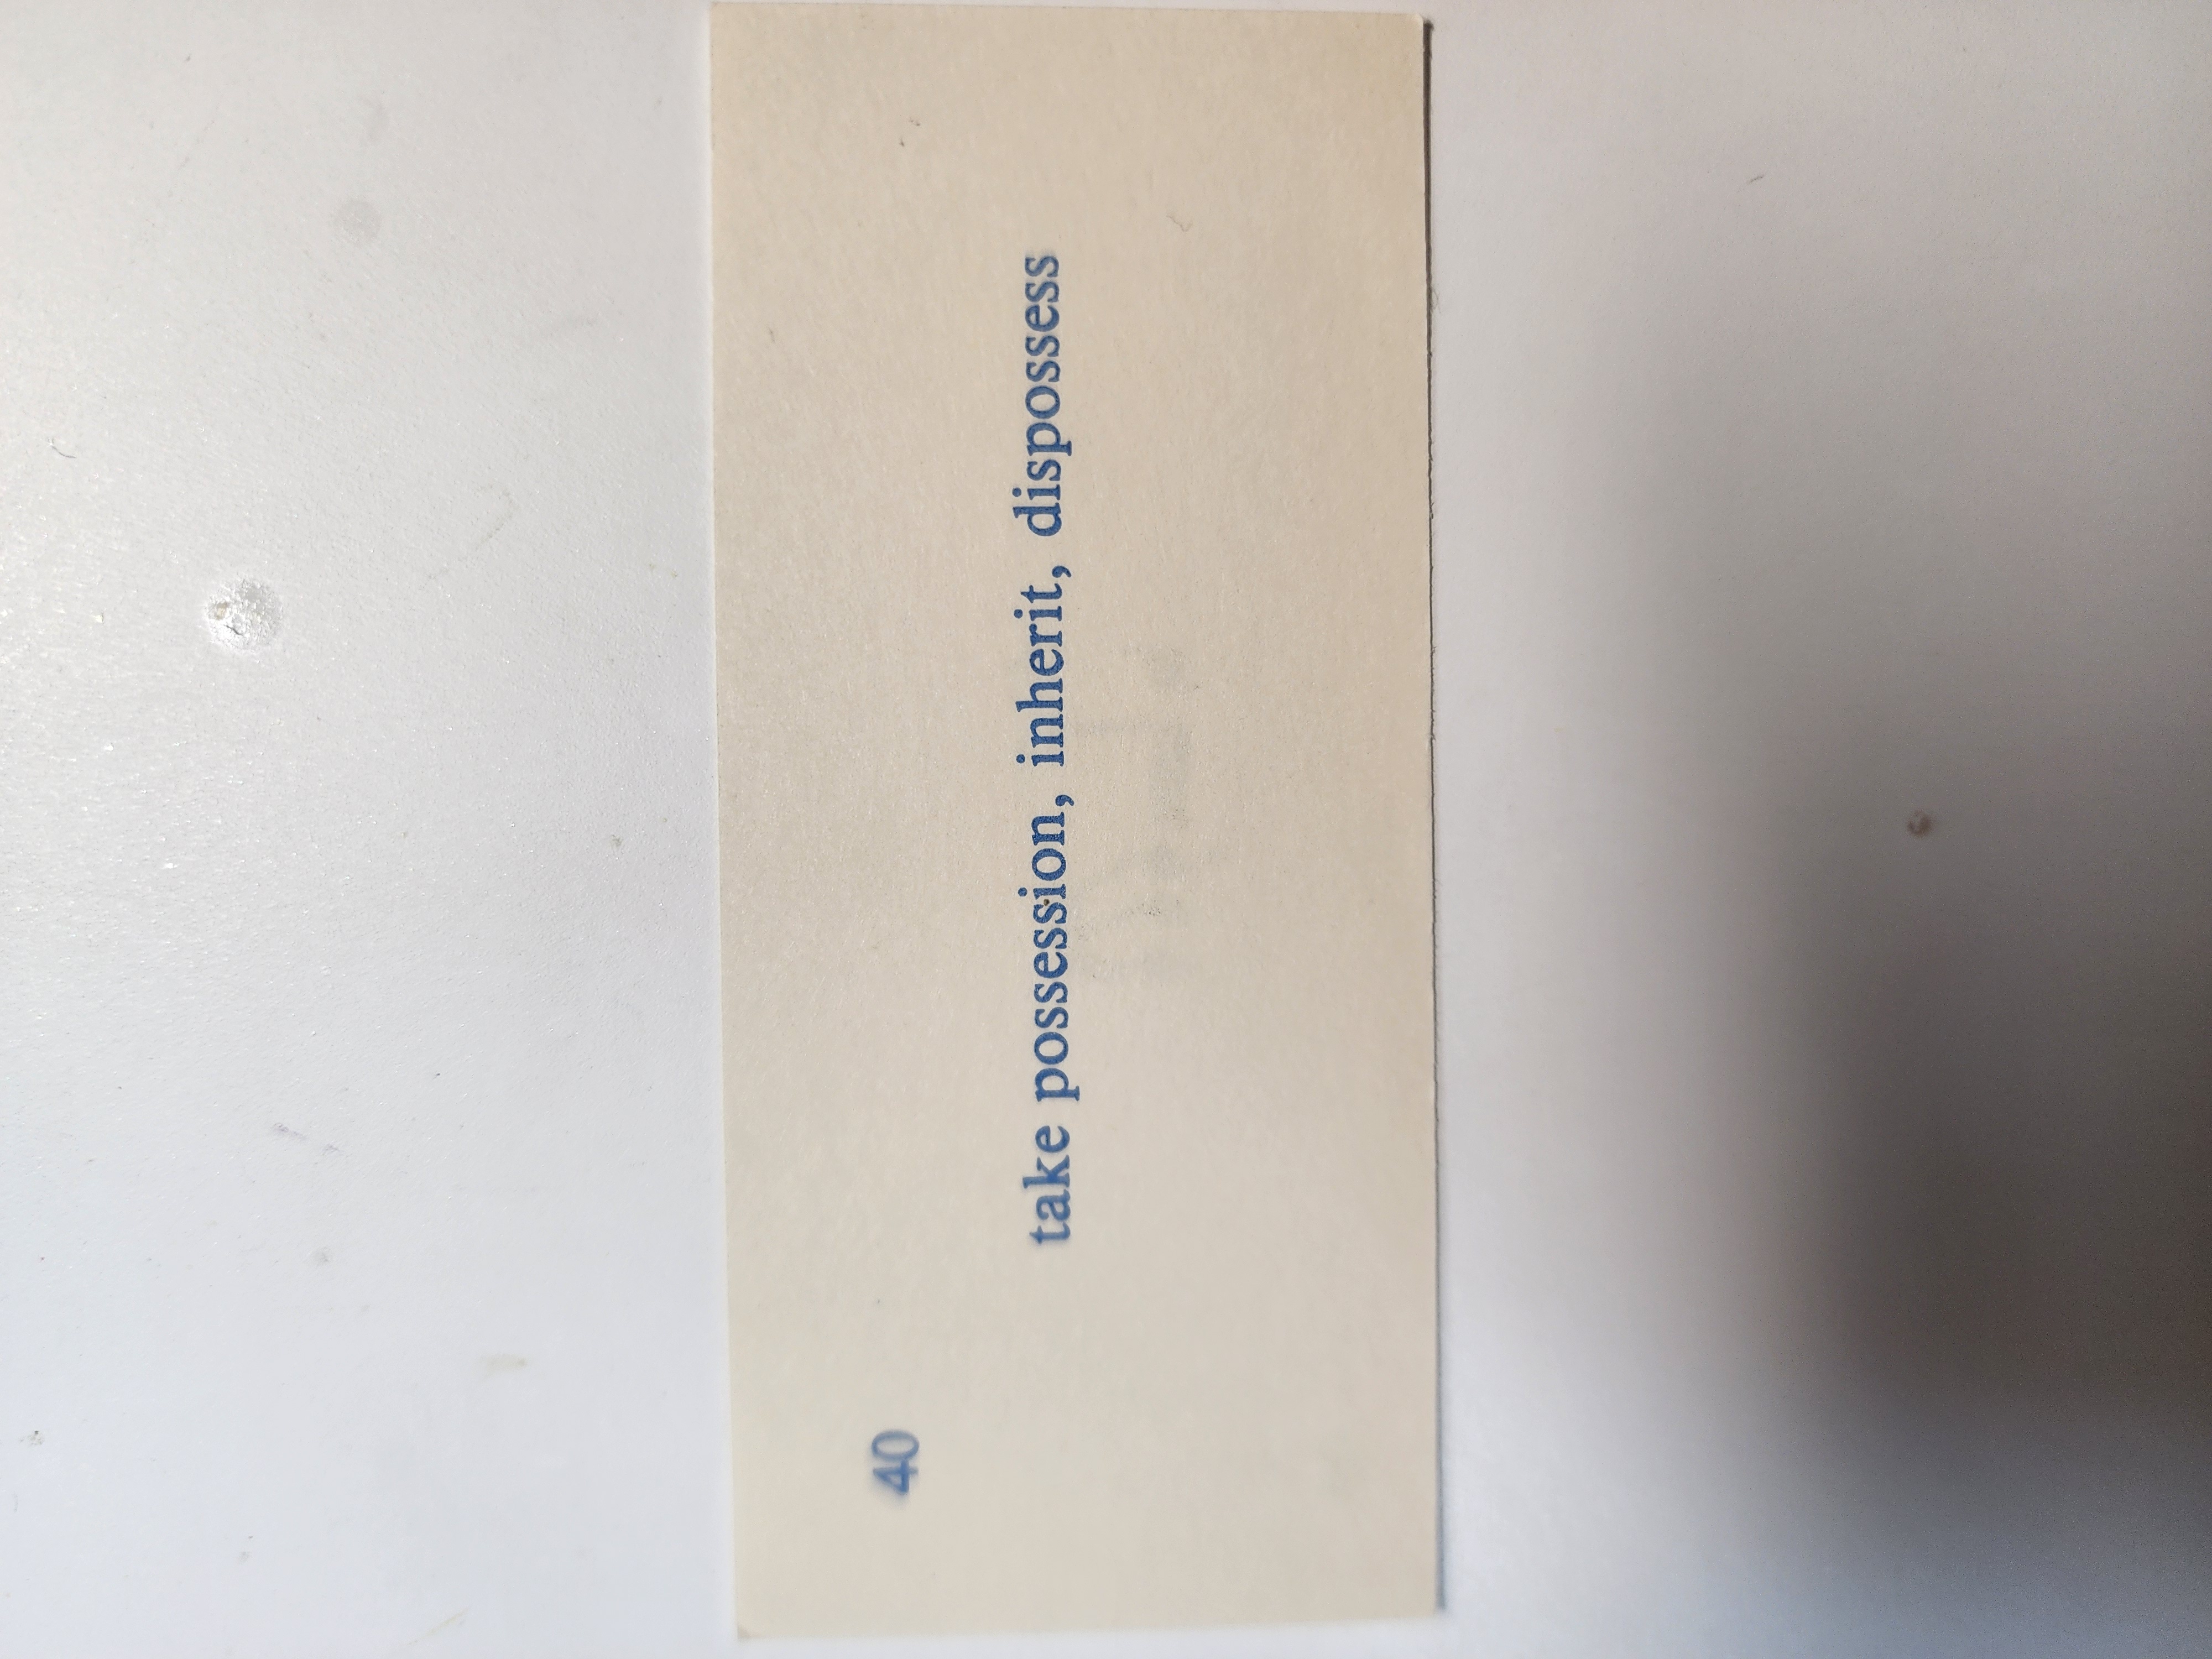 40
take possession, inherit, dispossess